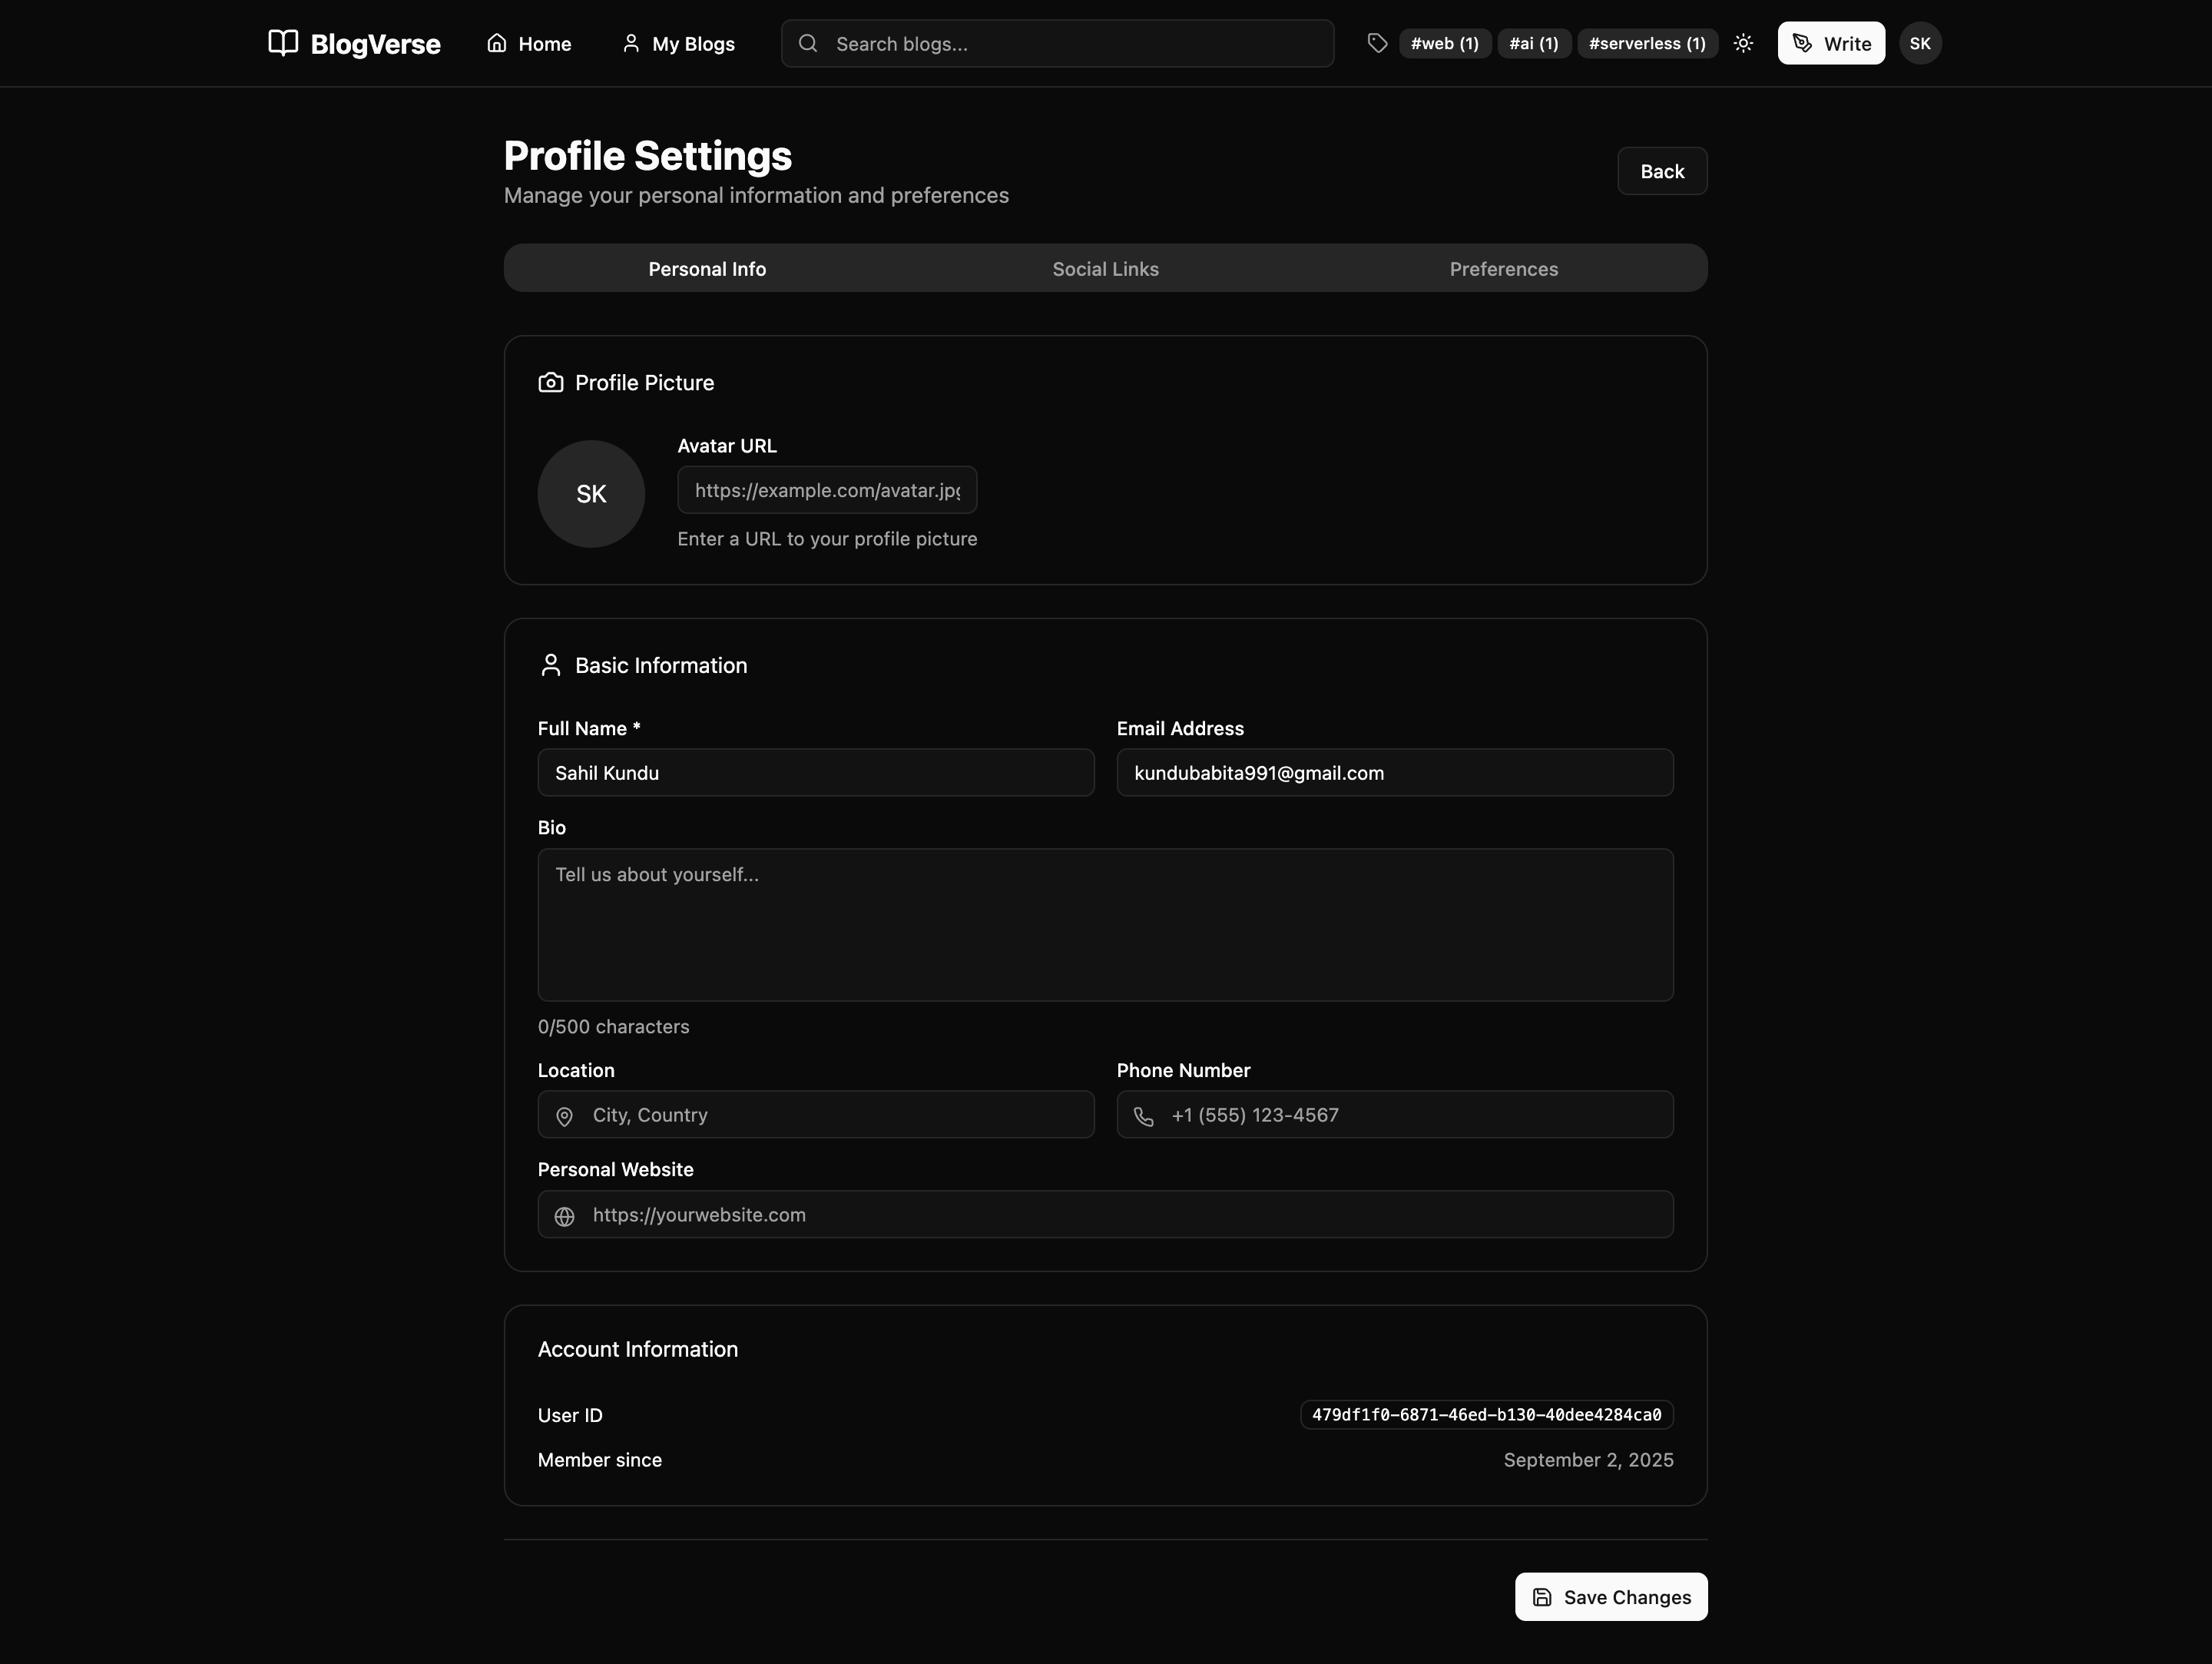 BlogVerse
Home
My Blogs
Search blogs...
#web (1)
#ai (1)
#serverless (1)
Write
SK
Profile Settings
Manage your personal information and preferences
Back
Personal Info
Social Links
Preferences
Profile Picture
SK
Avatar URL
https://example.com/avatar.jpg
Enter a URL to your profile picture
Basic Information
Full Name *
Email Address
Sahil Kundu
kundubabita991@gmail.com
Bio
Tell us about yourself...
0/500 characters
Location
Phone Number
City, Country
+1 (555) 123-4567
Personal Website
https://yourwebsite.com
Account Information
User ID
479df1f0-6871-46ed-b130-40dee4284ca0
Member since
September 2, 2025
Save Changes